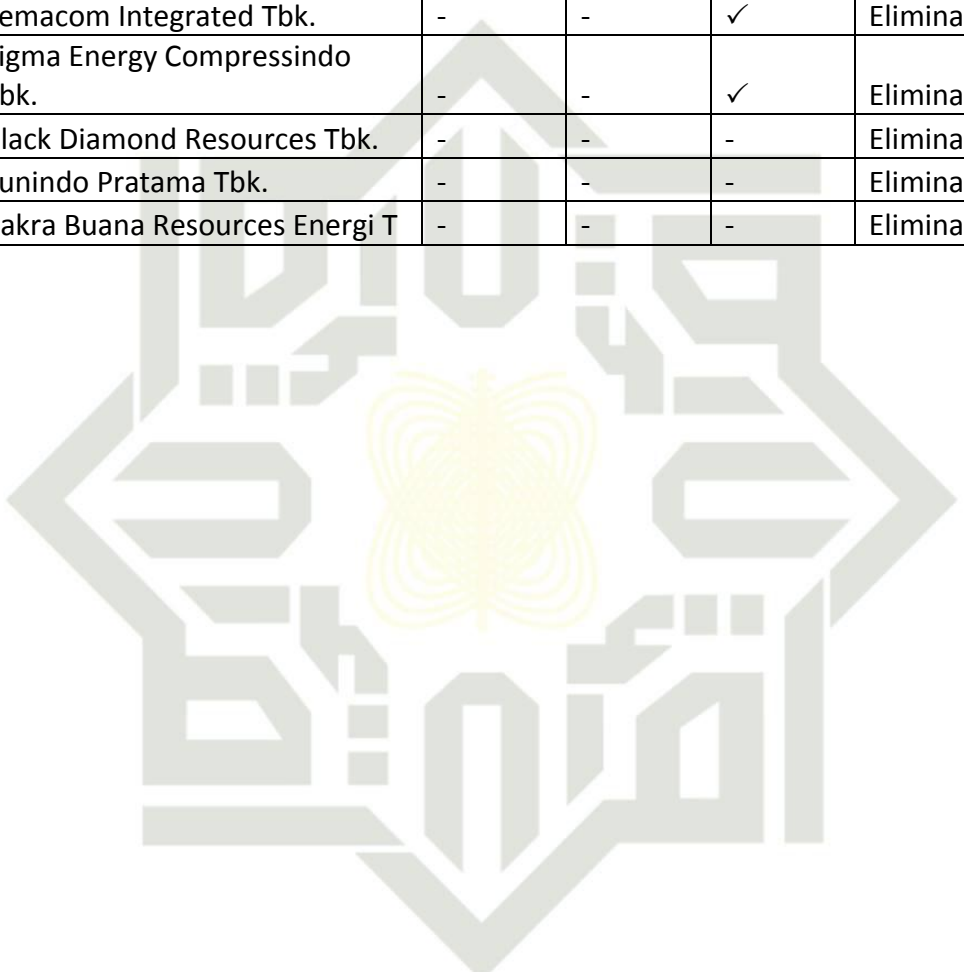 emacom Integrated Tbk. - - ✓ Elimina
igma Energy Compressindo
bk. - - ✓ Elimina
lack Diamond Resources Tbk. - - - Elimina
unindo Pratama Tbk. - - - Elimina
akra Buana Resources Energi T - - - Elimina